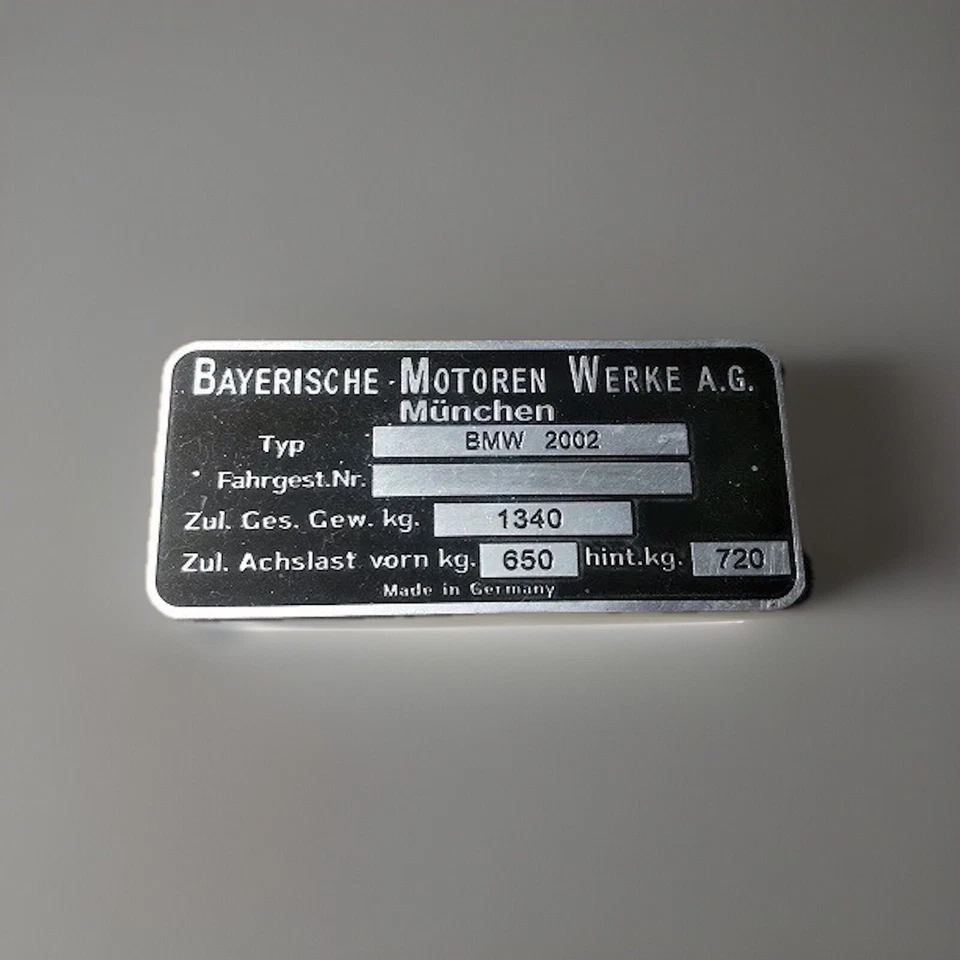 BAYERISCHE MOTOREN WERKE A.G.
München
Typ BMW 2002
Fahrgest.Nr.
Zul. Ges. Gew. kg. 1340
Zul. Achslast vorn kg. 650 hint.kg. 720
Made in Germany